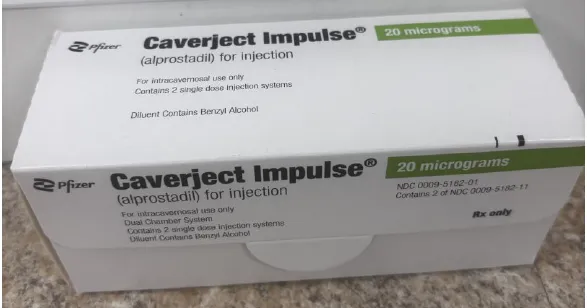 Pfizer
Caverject Impulse®
20 micrograms
(alprostadil) for injection
For intracavernosal use only
Contains 2 single dose injection systems
Diluent Contains Benzyl Alcohol
Pfizer
Caverject Impulse®
20 micrograms
(alprostadil) for injection
NDC 0009-5182-01
Contains 2 of NDC 0009-5182-11
For intracavernosal use only
Dual Chamber System
Contains 2 single dose injection systems
Diluent Contains Benzyl Alcohol
Rx only